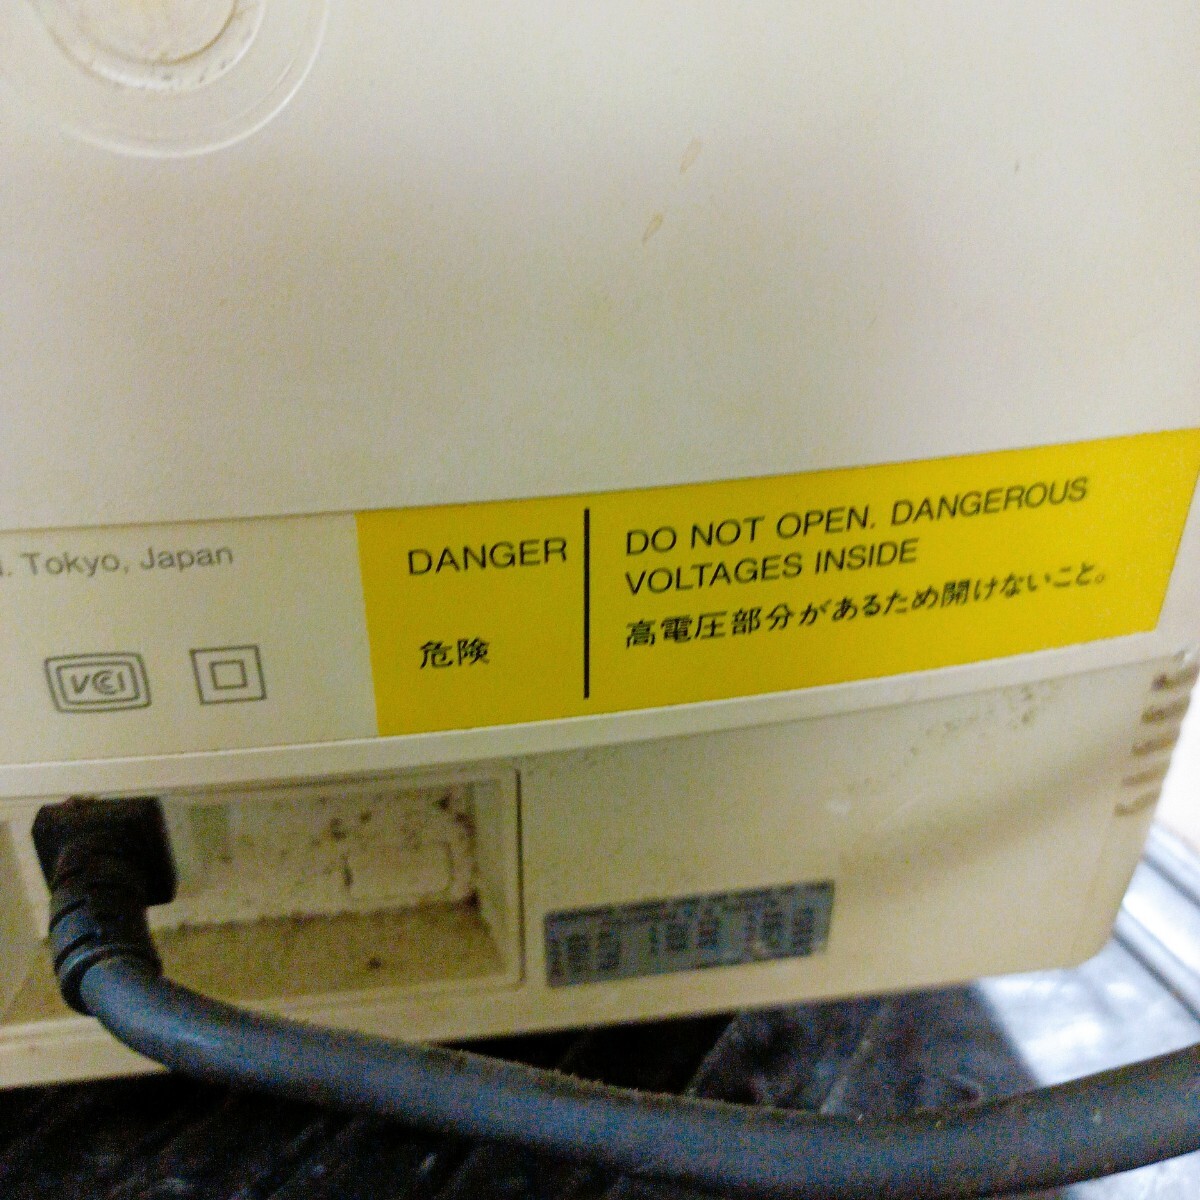 Tokyo, Japan
VCCI
DANGER
危険
DO NOT OPEN. DANGEROUS
VOLTAGES INSIDE
高電圧部分があるため開けないこと。